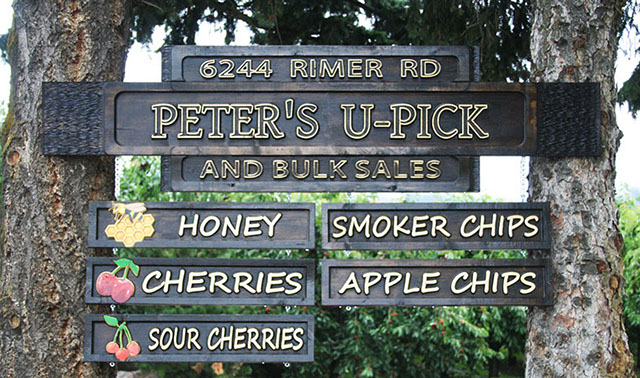 6244 RIMER RD
PETER'S U-PICK
AND BULK SALES
HONEY
SMOKER CHIPS
CHERRIES
APPLE CHIPS
SOUR CHERRIES